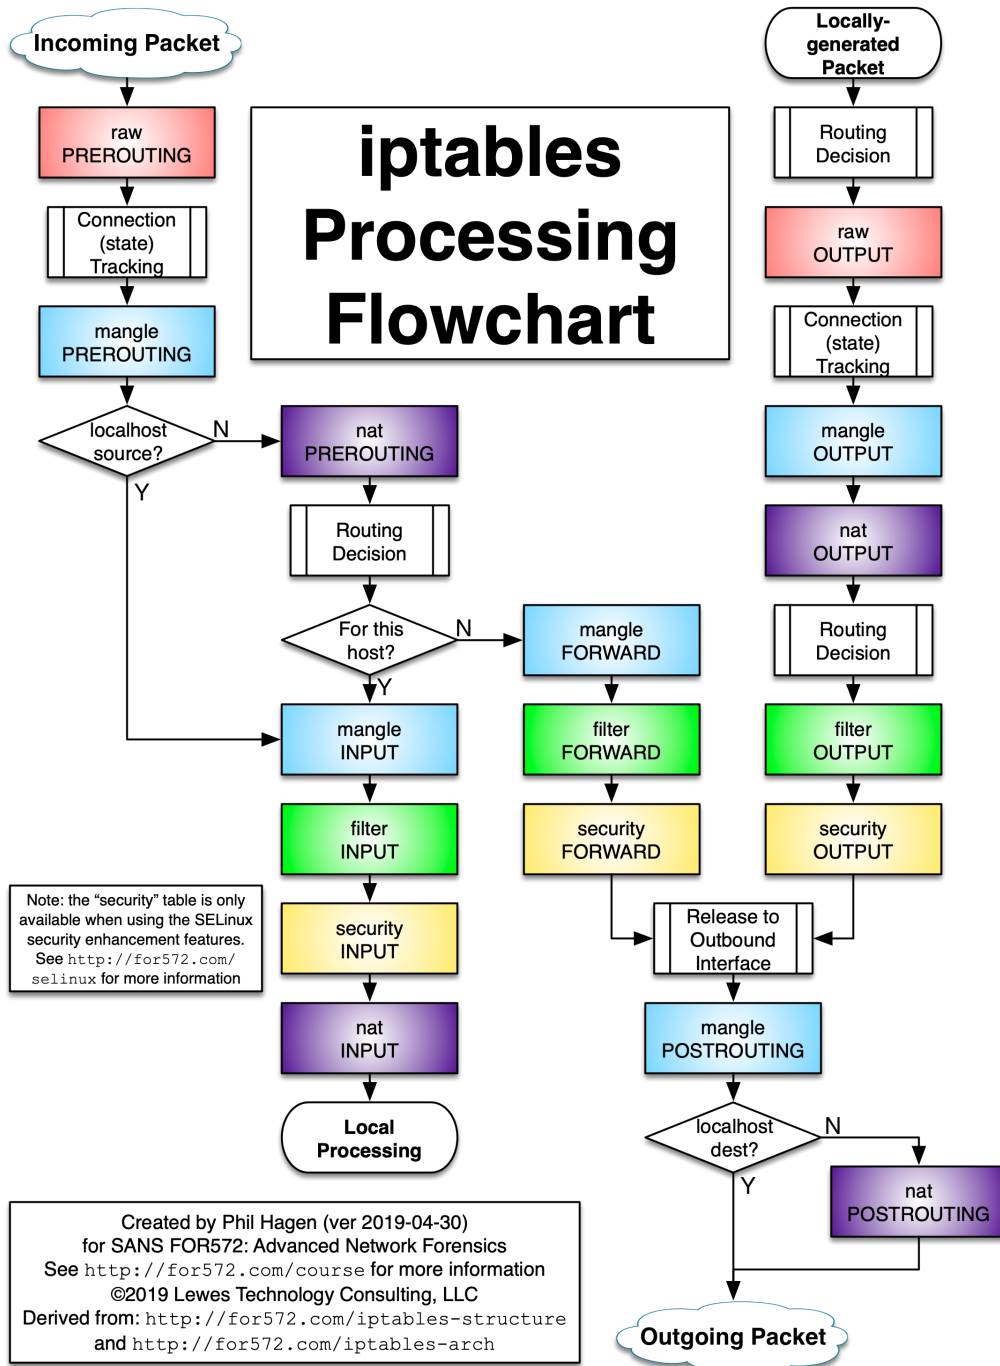 Incoming Packet
raw
PREROUTING
Connection
(state)
Tracking
mangle
PREROUTING
localhost
source?
N
Y
iptables
Processing
Flowchart
nat
PREROUTING
Routing
Decision
For this
host?
N
Y
mangle
INPUT
filter
INPUT
security
INPUT
nat
INPUT
Local
Processing
mangle
FORWARD
filter
FORWARD
security
FORWARD
Locally-
generated
Packet
Routing
Decision
raw
OUTPUT
Connection
(state)
Tracking
mangle
OUTPUT
nat
OUTPUT
Routing
Decision
filter
OUTPUT
security
OUTPUT
Release to
Outbound
Interface
mangle
POSTROUTING
localhost
dest?
N
Y
nat
POSTROUTING
Outgoing Packet
Note: the “security” table is only
available when using the SELinux
security enhancement features.
See http://for572.com/
selinux for more information
Created by Phil Hagen (ver 2019-04-30)
for SANS FOR572: Advanced Network Forensics
See http://for572.com/course for more information
©2019 Lewes Technology Consulting, LLC
Derived from: http://for572.com/iptables-structure
and http://for572.com/iptables-arch